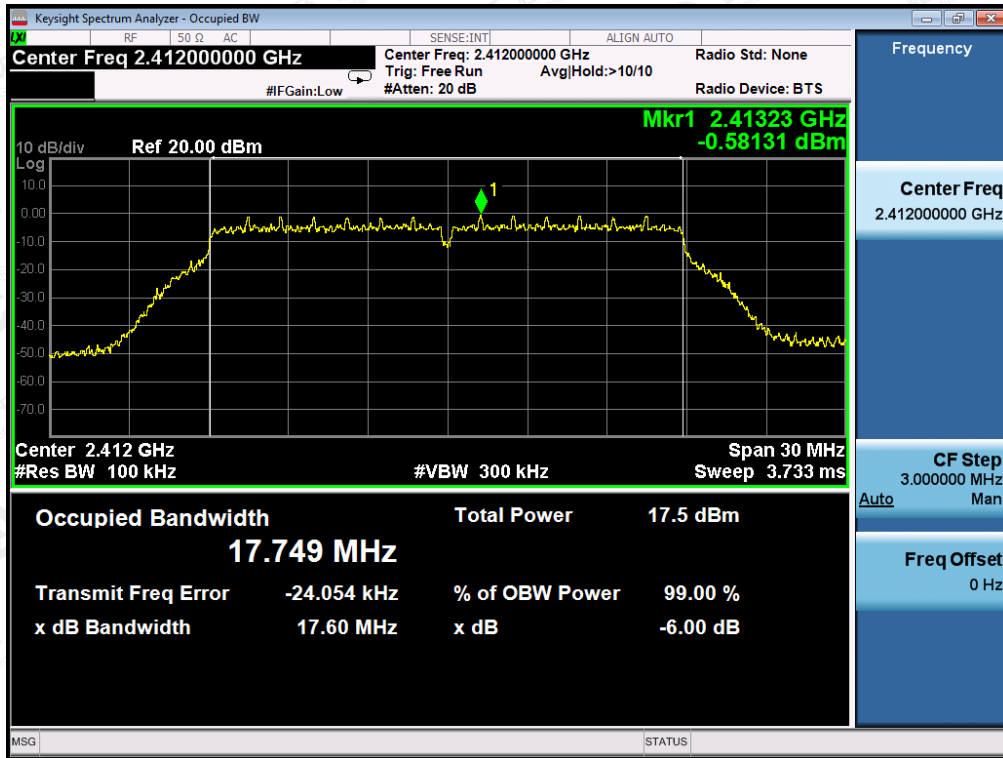 Keysight Spectrum Analyzer - Occupied BW
LXI RF 50 Ω AC SENSE:INT ALIGN AUTO
Center Freq 2.412000000 GHz
Center Freq: 2.412000000 GHz Radio Std: None
Trig: Free Run Avg|Hold:>10/10
#IFGain:Low #Atten: 20 dB Radio Device: BTS
Mkr1 2.41323 GHz
10 dB/div Ref 20.00 dBm -0.58131 dBm
Log
10.0
1
0.00
-10.0
-20.0
-30.0
-40.0
-50.0
-60.0
-70.0
Center 2.412 GHz Span 30 MHz
#Res BW 100 kHz #VBW 300 kHz Sweep 3.733 ms
Occupied Bandwidth Total Power 17.5 dBm
17.749 MHz
Transmit Freq Error -24.054 kHz % of OBW Power 99.00 %
x dB Bandwidth 17.60 MHz x dB -6.00 dB
MSG STATUS
Frequency
Center Freq
2.412000000 GHz
CF Step
3.000000 MHz
Auto Man
Freq Offset
0 Hz